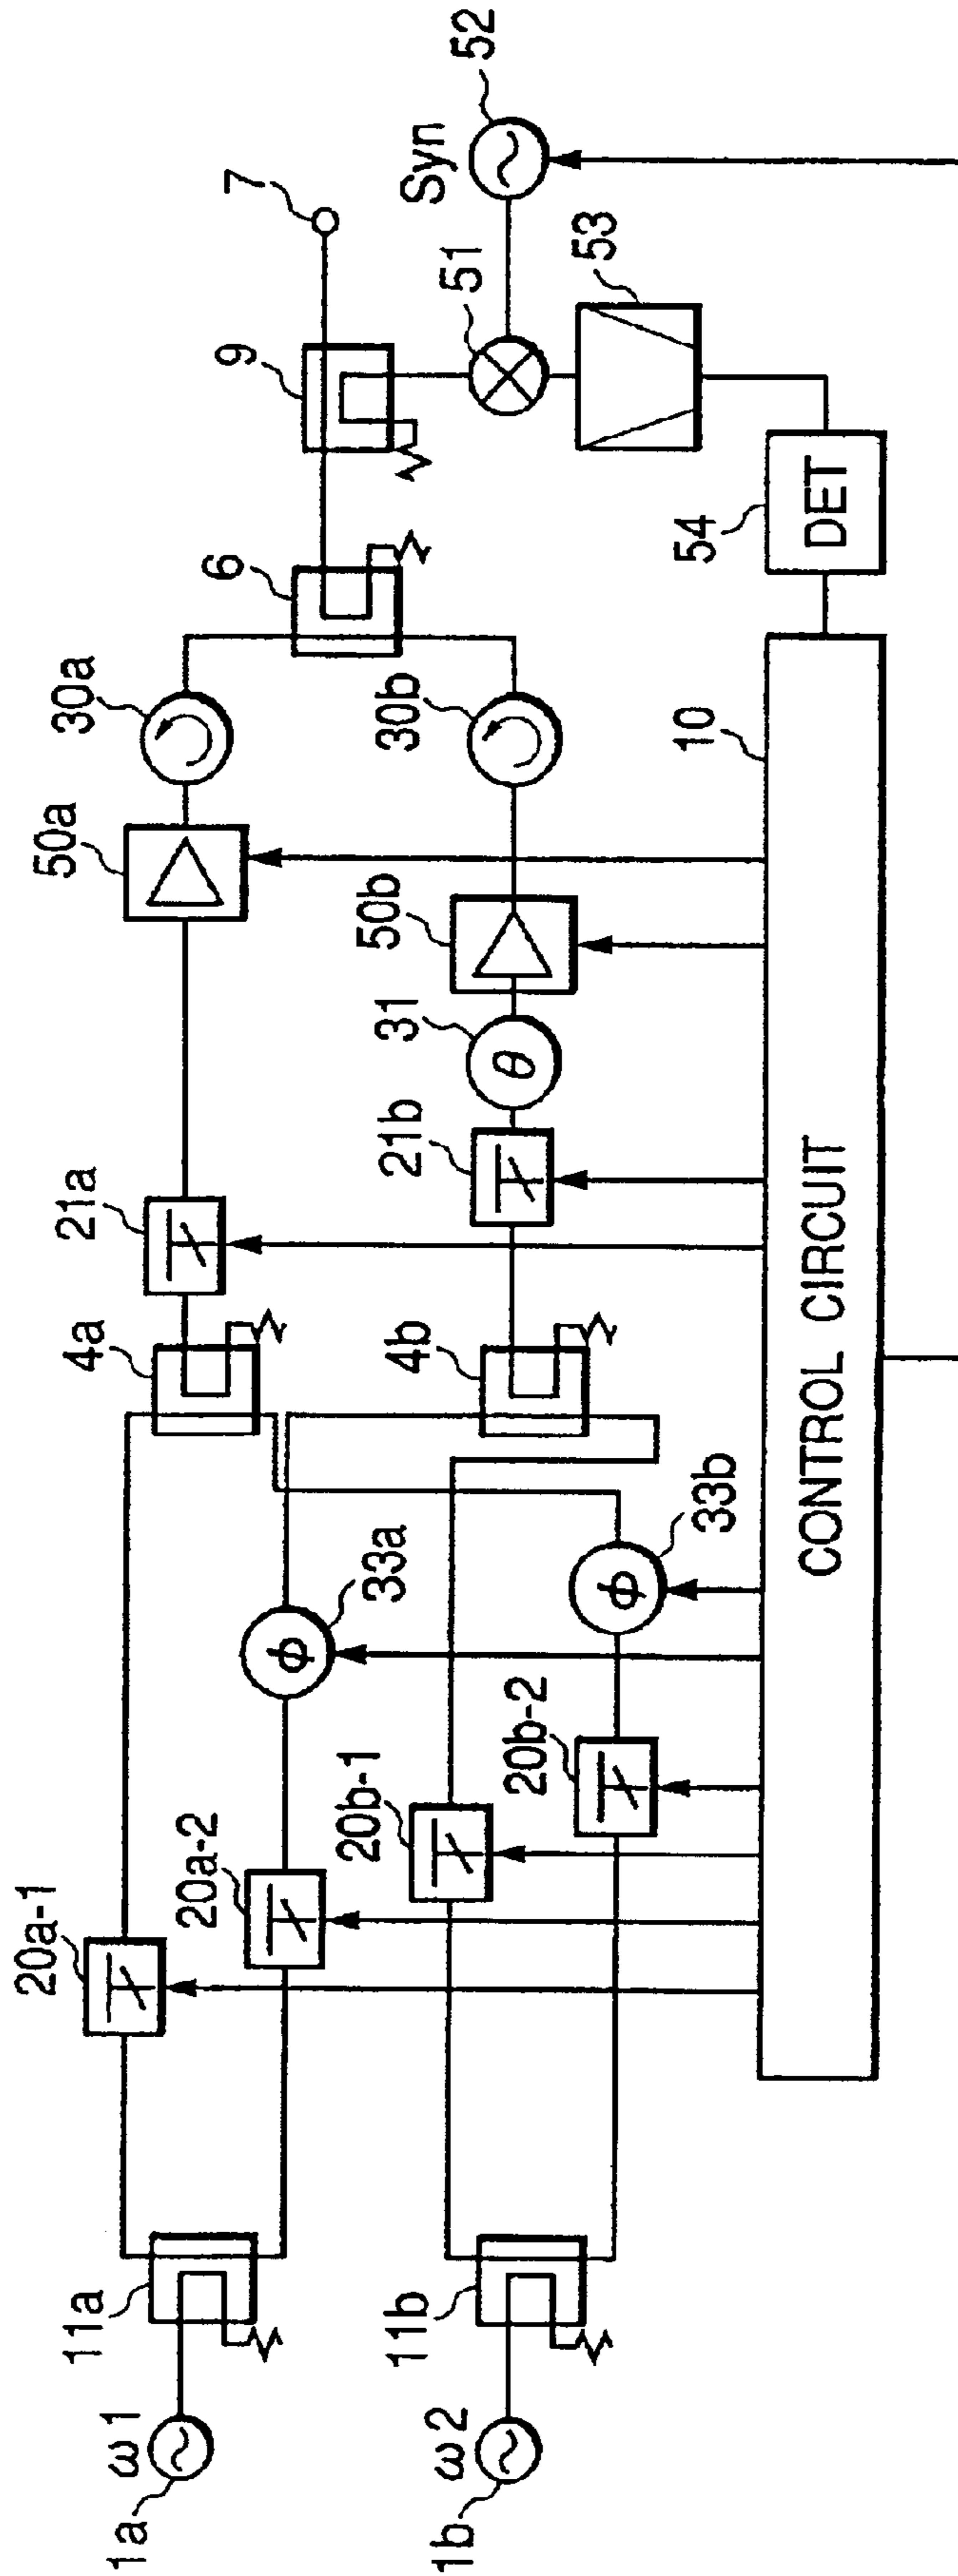 ω1
1a
11a
20a-1
20a-2
33a
4a
21a
50a
30a
6
9
7
ω2
1b
11b
20b-1
20b-2
33b
4b
21b
31
θ
50b
30b
51
Syn
52
53
54
DET
10
ϕ
ϕ
CONTROL CIRCUIT